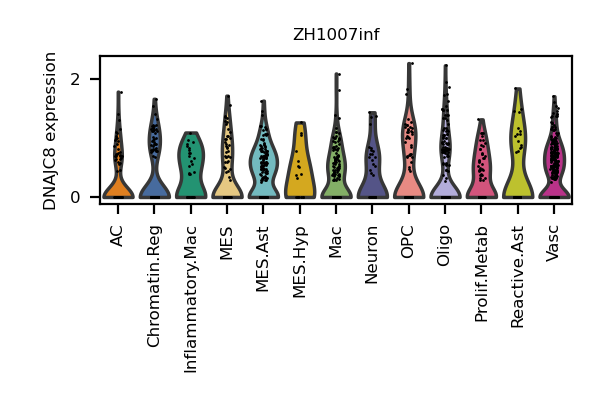 ZH1007inf
DNAJC8 expression
2
0
AC
Chromatin.Reg
Inflammatory.Mac
MES
MES.Ast
MES.Hyp
Mac
Neuron
OPC
Oligo
Prolif.Metab
Reactive.Ast
Vasc